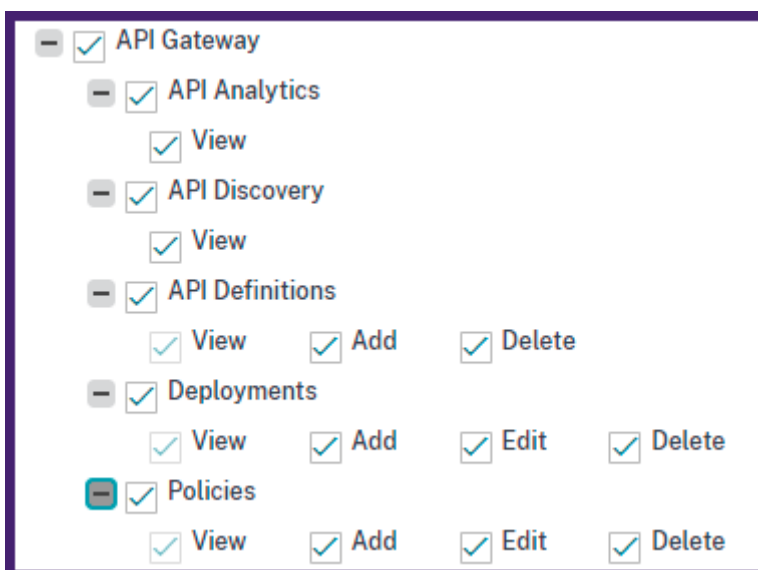 API Gateway
API Analytics
View
API Discovery
View
API Definitions
View Add Delete
Deployments
View Add Edit Delete
Policies
View Add Edit Delete